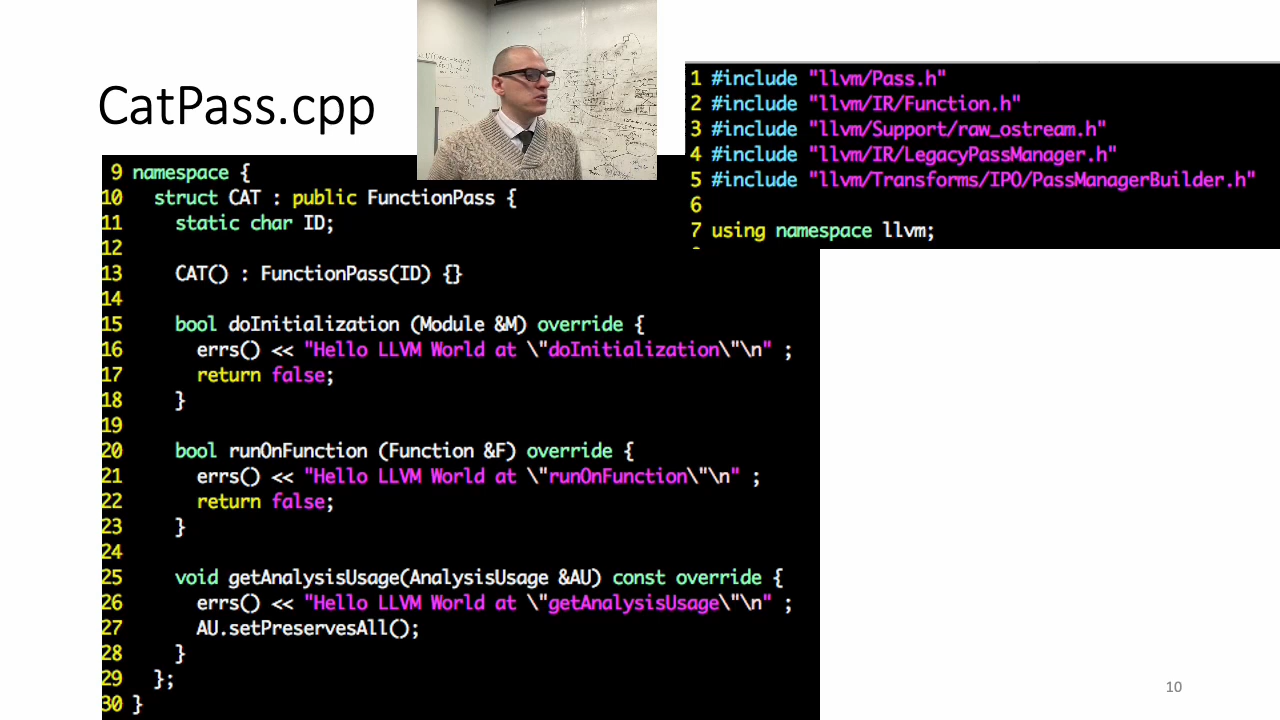 CatPass.cpp
1 #include "llvm/Pass.h"
2 #include "llvm/IR/Function.h"
3 #include "llvm/Support/raw_ostream.h"
4 #include "llvm/IR/LegacyPassManager.h"
5 #include "llvm/Transforms/IPO/PassManagerBuilder.h"
6
7 using namespace llvm;
9 namespace {
10   struct CAT : public FunctionPass {
11     static char ID;
12
13     CAT() : FunctionPass(ID) {}
14
15     bool doInitialization (Module &M) override {
16       errs() << "Hello LLVM World at \"doInitialization\"\n" ;
17       return false;
18     }
19
20     bool runOnFunction (Function &F) override {
21       errs() << "Hello LLVM World at \"runOnFunction\"\n" ;
22       return false;
23     }
24
25     void getAnalysisUsage(AnalysisUsage &AU) const override {
26       errs() << "Hello LLVM World at \"getAnalysisUsage\"\n" ;
27       AU.setPreservesAll();
28     }
29   };
30 }
10